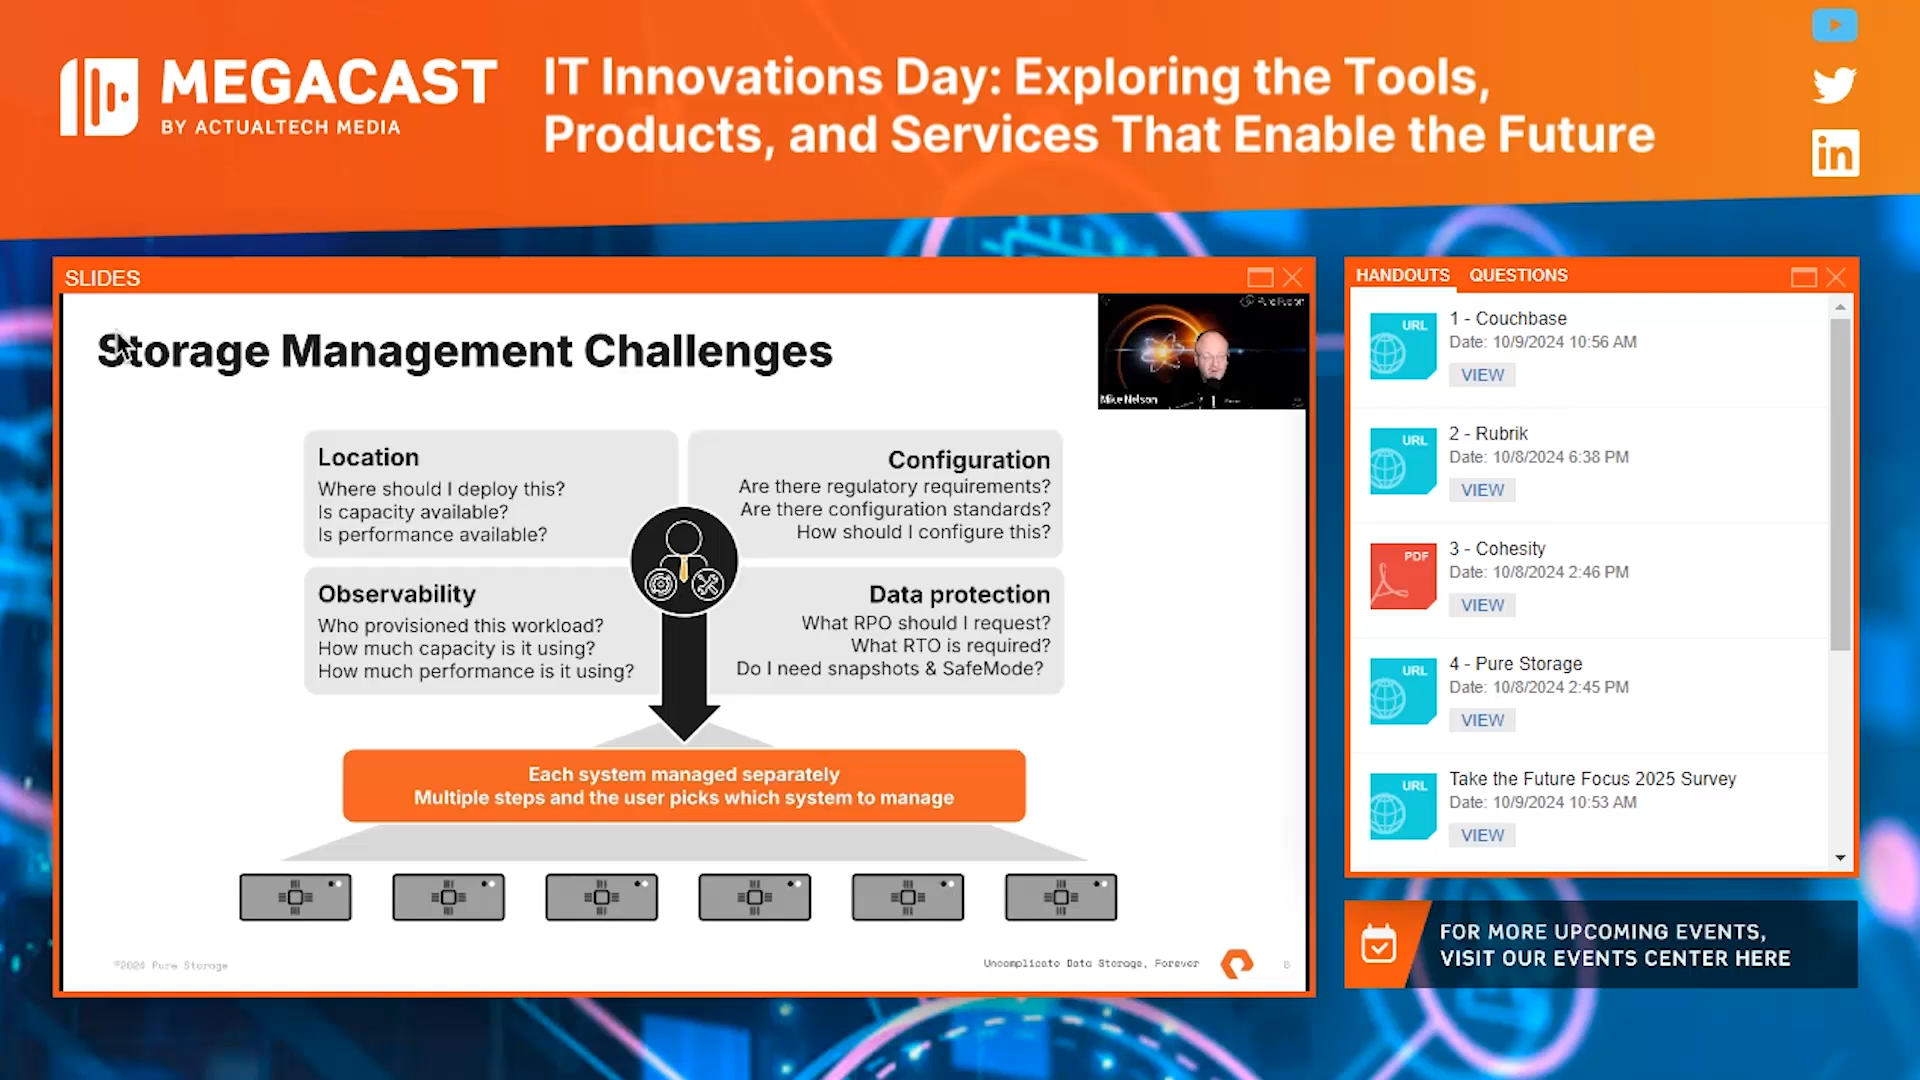 MEGACAST
BY ACTUALTECH MEDIA
IT Innovations Day: Exploring the Tools,
Products, and Services That Enable the Future
in
SLIDES
Storage Management Challenges
Pure Fusion
Mike Nelson
Location
Where should I deploy this?
Is capacity available?
Is performance available?
Configuration
Are there regulatory requirements?
Are there configuration standards?
How should I configure this?
Observability
Who provisioned this workload?
How much capacity is it using?
How much performance is it using?
Data protection
What RPO should I request?
What RTO is required?
Do I need snapshots & SafeMode?
Each system managed separately
Multiple steps and the user picks which system to manage
©2024 Pure Storage
Uncomplicate Data Storage, Forever
HANDOUTS QUESTIONS
URL
1 - Couchbase
Date: 10/9/2024 10:56 AM
VIEW
URL
2 - Rubrik
Date: 10/8/2024 6:38 PM
VIEW
PDF
3 - Cohesity
Date: 10/8/2024 2:46 PM
VIEW
URL
4 - Pure Storage
Date: 10/8/2024 2:45 PM
VIEW
URL
Take the Future Focus 2025 Survey
Date: 10/9/2024 10:53 AM
VIEW
FOR MORE UPCOMING EVENTS,
VISIT OUR EVENTS CENTER HERE